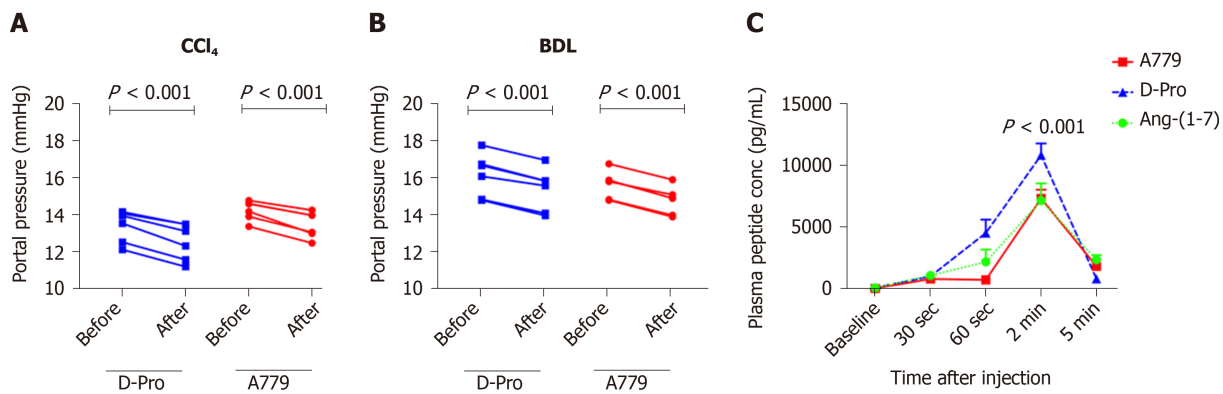 A
CCl₄
Portal pressure (mmHg)
20
18
16
14
12
10
P < 0.001
P < 0.001
Before
After
Before
After
D-Pro
A779
B
BDL
Portal pressure (mmHg)
20
18
16
14
12
10
P < 0.001
P < 0.001
Before
After
Before
After
D-Pro
A779
C
A779
D-Pro
Ang-(1-7)
Plasma peptide conc (pg/mL)
15000
10000
5000
0
P < 0.001
Baseline
30 sec
60 sec
2 min
5 min
Time after injection